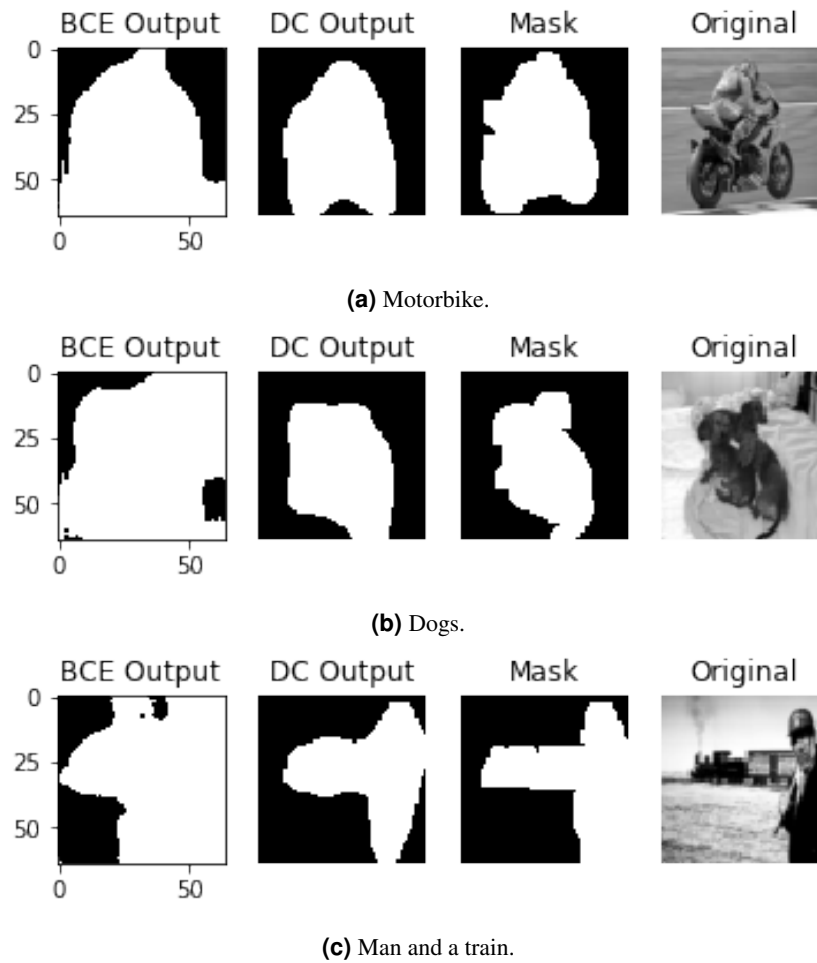 BCE Output DC Output Mask Original
0
25
50
0 50
(a) Motorbike.
BCE Output DC Output Mask Original
0
25
50
0 50
(b) Dogs.
BCE Output DC Output Mask Original
0
25
50
0 50
(c) Man and a train.